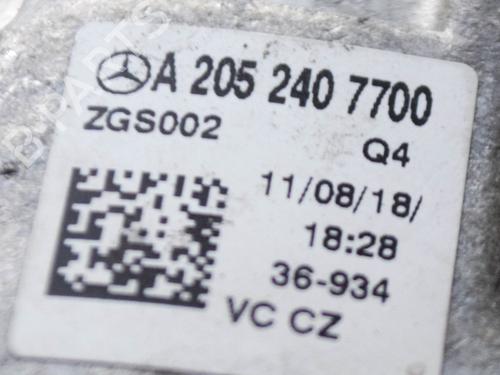 A 205 240 7700
ZGS002
Q4
11/08/18/
18:28
36-934
VC CZ